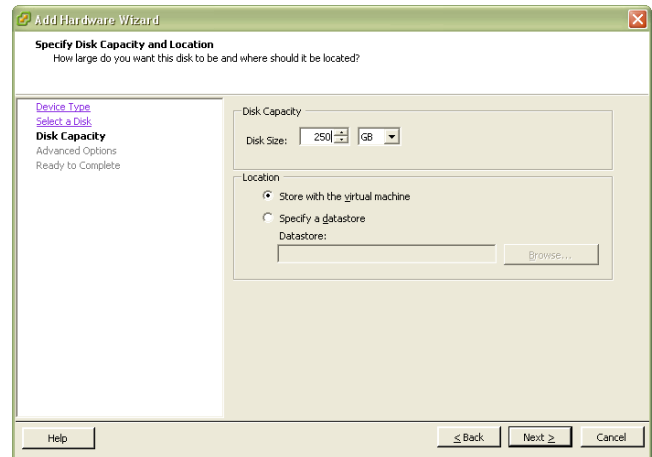 Add Hardware Wizard
Specify Disk Capacity and Location
How large do you want this disk to be and where should it be located?
Device Type
Select a Disk
Disk Capacity
Advanced Options
Ready to Complete
Disk Capacity
Disk Size: 250 GB
Location
Store with the virtual machine
Specify a datastore
Datastore:
Browse...
Help
< Back
Next >
Cancel